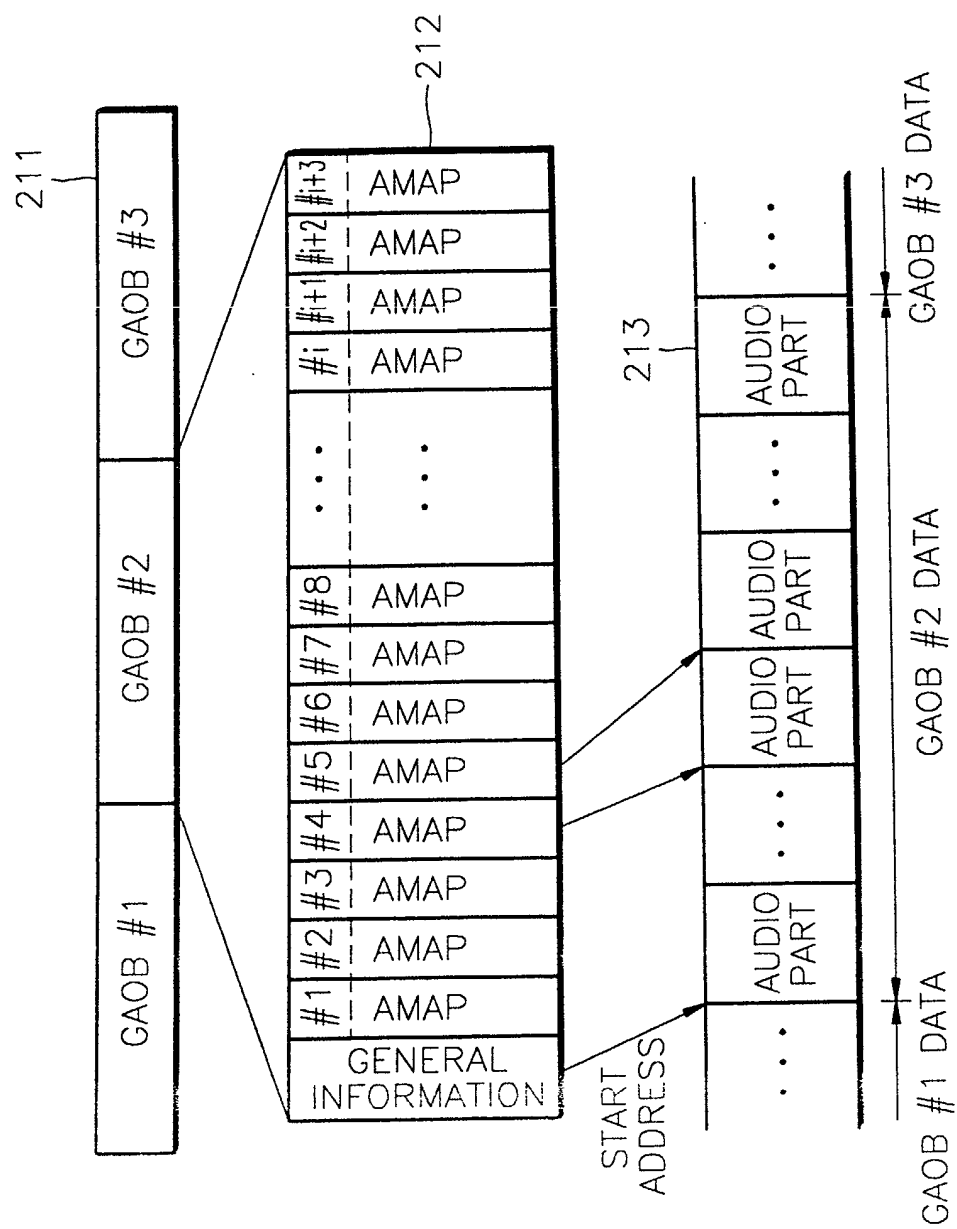 211
GAOB #1
GAOB #2
GAOB #3
212
GENERAL
INFORMATION
#1
#2
#3
#4
#5
#6
#7
#8
...
#i
#i+1
#i+2
#i+3
AMAP
AMAP
AMAP
AMAP
AMAP
AMAP
AMAP
AMAP
...
AMAP
AMAP
AMAP
AMAP
START
ADDRESS
213
...
AUDIO
PART
...
AUDIO
PART
AUDIO
PART
...
AUDIO
PART
...
GAOB #1 DATA
GAOB #2 DATA
GAOB #3 DATA